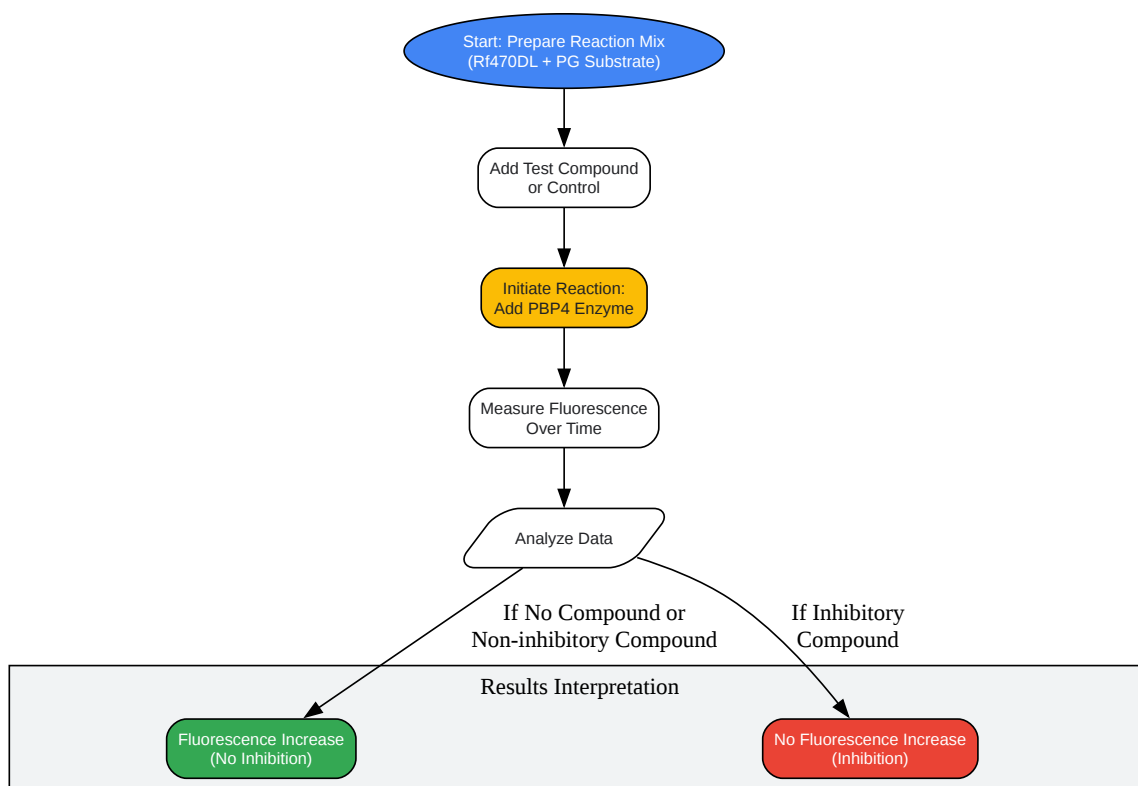 Start: Prepare Reaction Mix
(Rf470DL + PG Substrate)
Add Test Compound
or Control
Initiate Reaction:
Add PBP4 Enzyme
Measure Fluorescence
Over Time
Analyze Data
If No Compound or
Non-inhibitory Compound
If Inhibitory
Compound
Results Interpretation
Fluorescence Increase
(No Inhibition)
No Fluorescence Increase
(Inhibition)